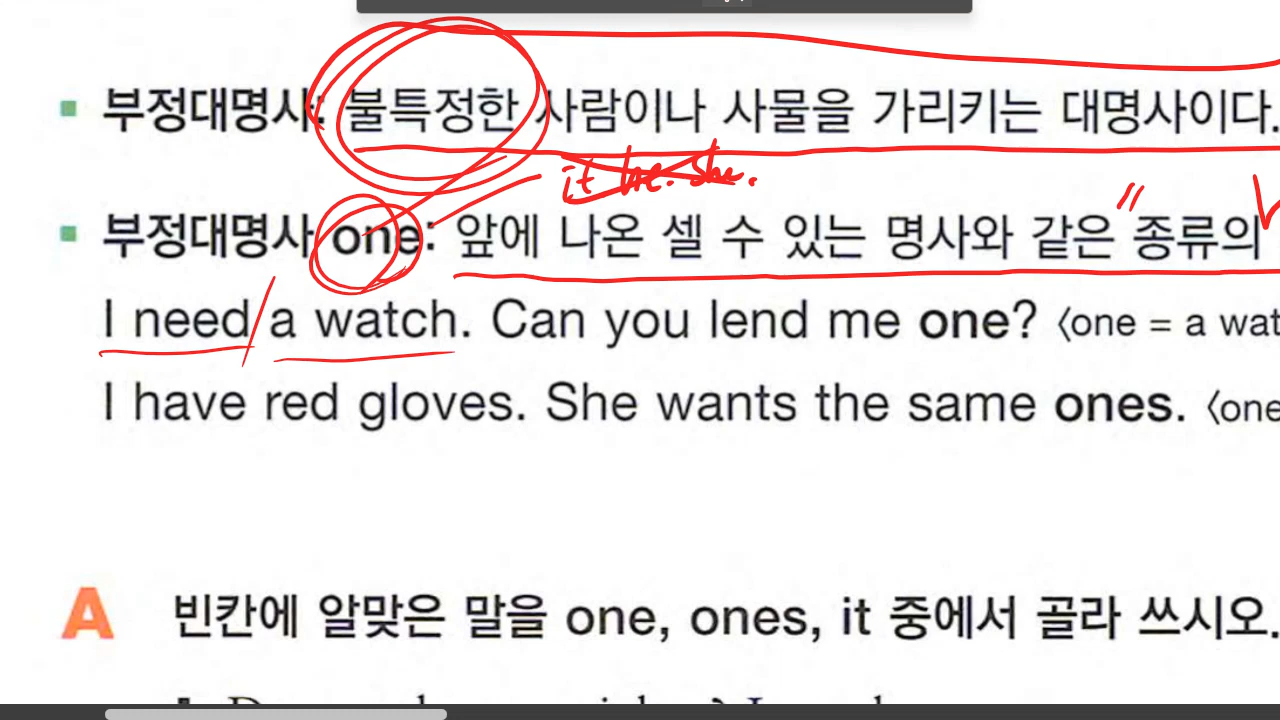 부정대명사: 불특정한 사람이나 사물을 가리키는 대명사이다.
it he. she.
부정대명사 one: 앞에 나온 셀 수 있는 명사와 같은 종류의
I need a watch. Can you lend me one? 〈one = a wat
I have red gloves. She wants the same ones. 〈one
A 빈칸에 알맞은 말을 one, ones, it 중에서 골라 쓰시오.